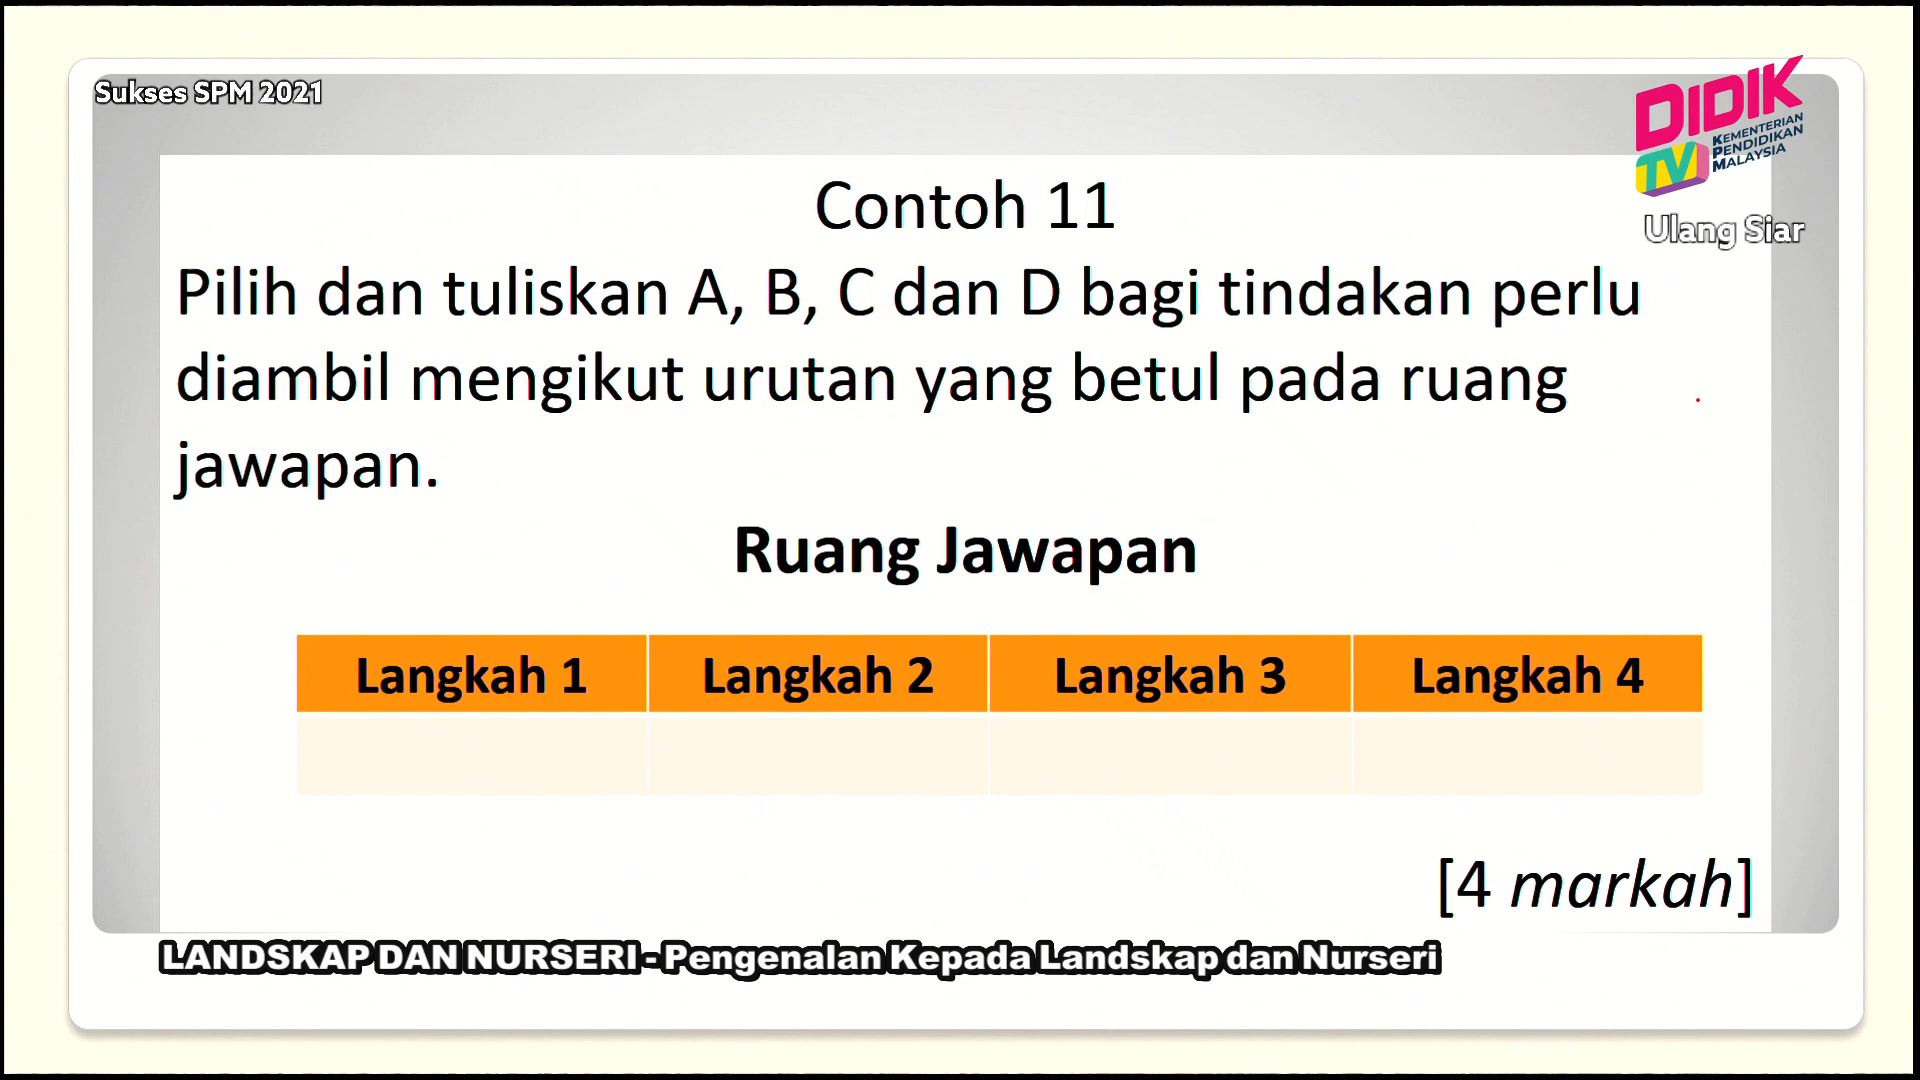 Sukses SPM 2021
DIDIK
TV
KEMENTERIAN
PENDIDIKAN
MALAYSIA
Ulang Siar
Contoh 11
Pilih dan tuliskan A, B, C dan D bagi tindakan perlu
diambil mengikut urutan yang betul pada ruang
jawapan.
Ruang Jawapan
Langkah 1 Langkah 2 Langkah 3 Langkah 4
[4 markah]
LANDSKAP DAN NURSERI - Pengenalan Kepada Landskap dan Nurseri